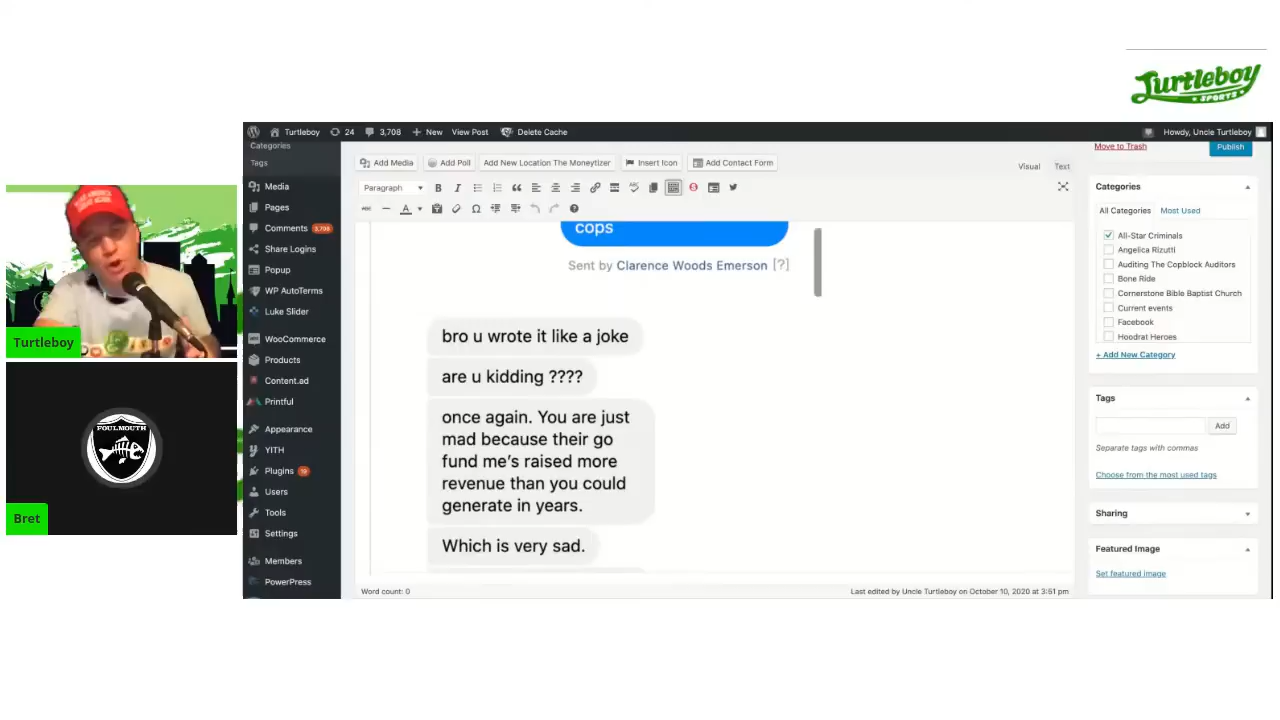 Turtleboy
SPORTS
Turtleboy 24 3,708 New View Post Delete Cache Howdy, Uncle Turtleboy
Categories
Tags
Media
Pages
Comments 3,708
Share Logins
Popup
WP AutoTerms
Luke Slider
WooCommerce
Products
Content.ad
Printful
Appearance
YITH
Plugins 19
Users
Tools
Settings
Members
PowerPress
Add Media Add Poll Add New Location The Moneytizer Insert Icon Add Contact Form
Visual Text
Paragraph
cops
Sent by Clarence Woods Emerson [?]
bro u wrote it like a joke
are u kidding ????
once again. You are just
mad because their go
fund me's raised more
revenue than you could
generate in years.
Which is very sad.
Word count: 0
Last edited by Uncle Turtleboy on October 10, 2020 at 3:51 pm
Move to Trash
Publish
Categories
All Categories Most Used
All-Star Criminals
Angelica Rizutti
Auditing The Copblock Auditors
Bone Ride
Cornerstone Bible Baptist Church
Current events
Facebook
Hoodrat Heroes
+ Add New Category
Tags
Add
Separate tags with commas
Choose from the most used tags
Sharing
Featured Image
Set featured image
Turtleboy
FOULMOUTH
Bret